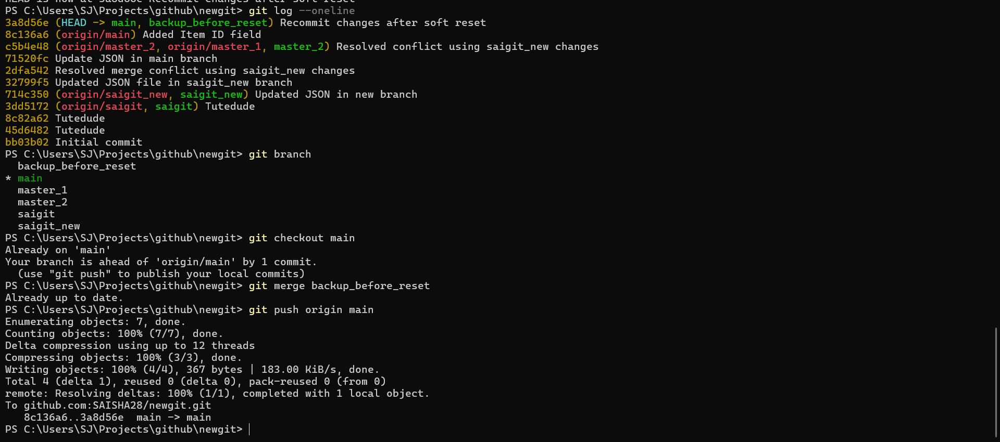 HEAD is now at 3a8d56e Recommit changes after soft reset
PS C:\Users\SJ\Projects\github\newgit> git log --oneline
3a8d56e (HEAD -> main, backup_before_reset) Recommit changes after soft reset
8c136a6 (origin/main) Added Item ID field
c5b4e48 (origin/master_2, origin/master_1, master_2) Resolved conflict using saigit_new changes
71520fc Update JSON in main branch
2dfa542 Resolved merge conflict using saigit_new changes
32799f5 Updated JSON file in saigit_new branch
714c350 (origin/saigit_new, saigit_new) Updated JSON in new branch
3dd5172 (origin/saigit, saigit) Tutedude
8c82a62 Tutedude
45d6482 Tutedude
bb03b02 Initial commit
PS C:\Users\SJ\Projects\github\newgit> git branch
  backup_before_reset
* main
  master_1
  master_2
  saigit
  saigit_new
PS C:\Users\SJ\Projects\github\newgit> git checkout main
Already on 'main'
Your branch is ahead of 'origin/main' by 1 commit.
  (use "git push" to publish your local commits)
PS C:\Users\SJ\Projects\github\newgit> git merge backup_before_reset
Already up to date.
PS C:\Users\SJ\Projects\github\newgit> git push origin main
Enumerating objects: 7, done.
Counting objects: 100% (7/7), done.
Delta compression using up to 12 threads
Compressing objects: 100% (3/3), done.
Writing objects: 100% (4/4), 367 bytes | 183.00 KiB/s, done.
Total 4 (delta 1), reused 0 (delta 0), pack-reused 0 (from 0)
remote: Resolving deltas: 100% (1/1), completed with 1 local object.
To github.com:SAISHA28/newgit.git
   8c136a6..3a8d56e  main -> main
PS C:\Users\SJ\Projects\github\newgit>